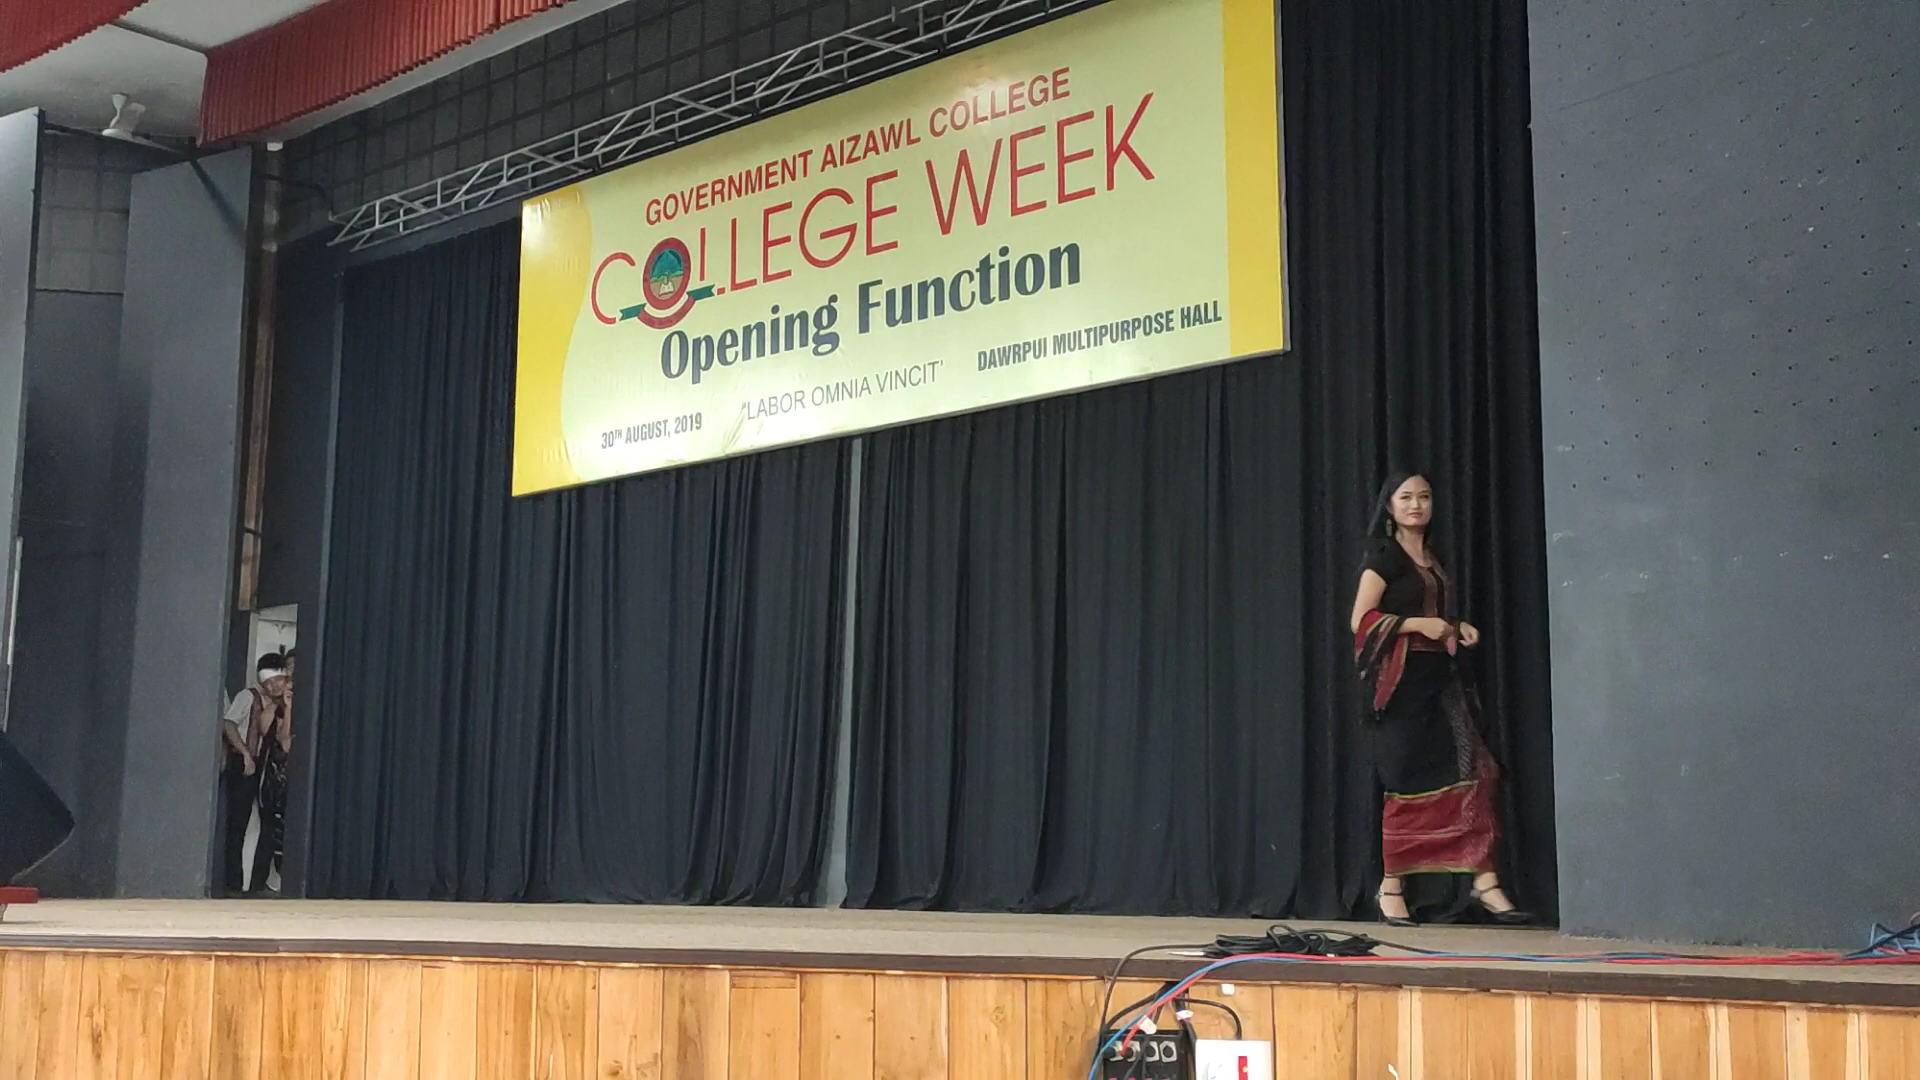 GOVERNMENT AIZAWL COLLEGE
COLLEGE WEEK
Opening Function
DAWRPUI MULTIPURPOSE HALL
"LABOR OMNIA VINCIT'
30TH AUGUST, 2019